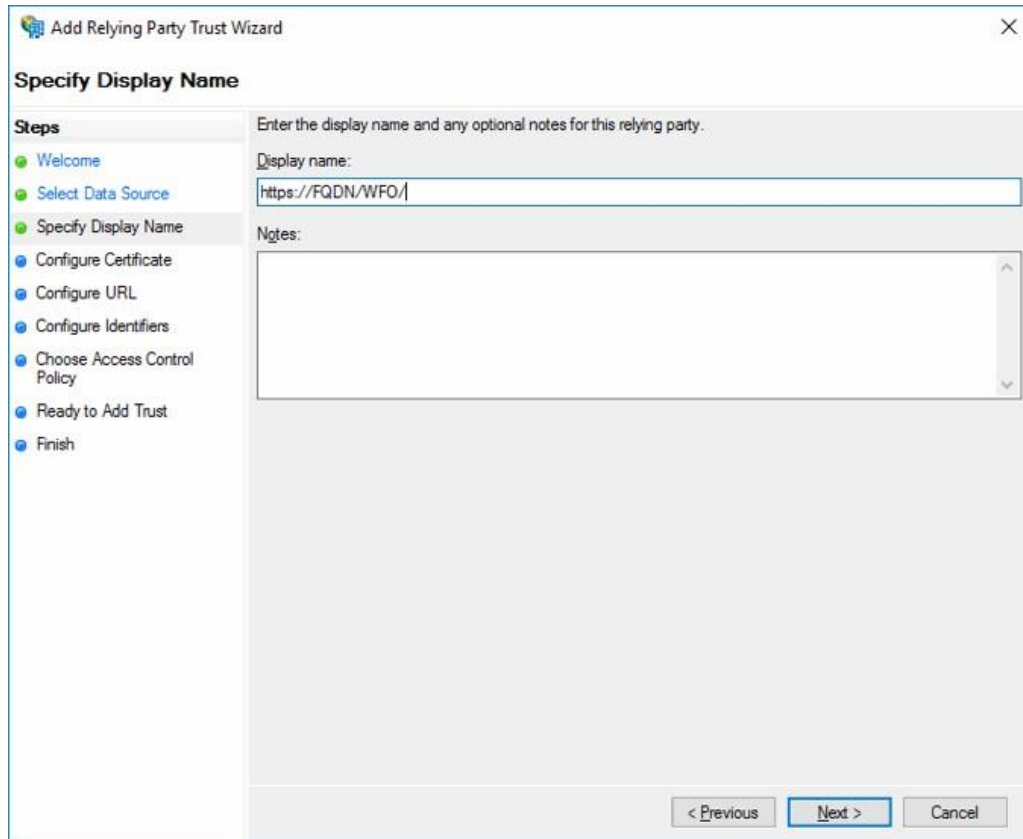 Add Relying Party Trust Wizard
Specify Display Name
Steps
Welcome
Select Data Source
Specify Display Name
Configure Certificate
Configure URL
Configure Identifiers
Choose Access Control
Policy
Ready to Add Trust
Finish
Enter the display name and any optional notes for this relying party.
Display name:
https://FQDN/WFO/
Notes:
< Previous
Next >
Cancel